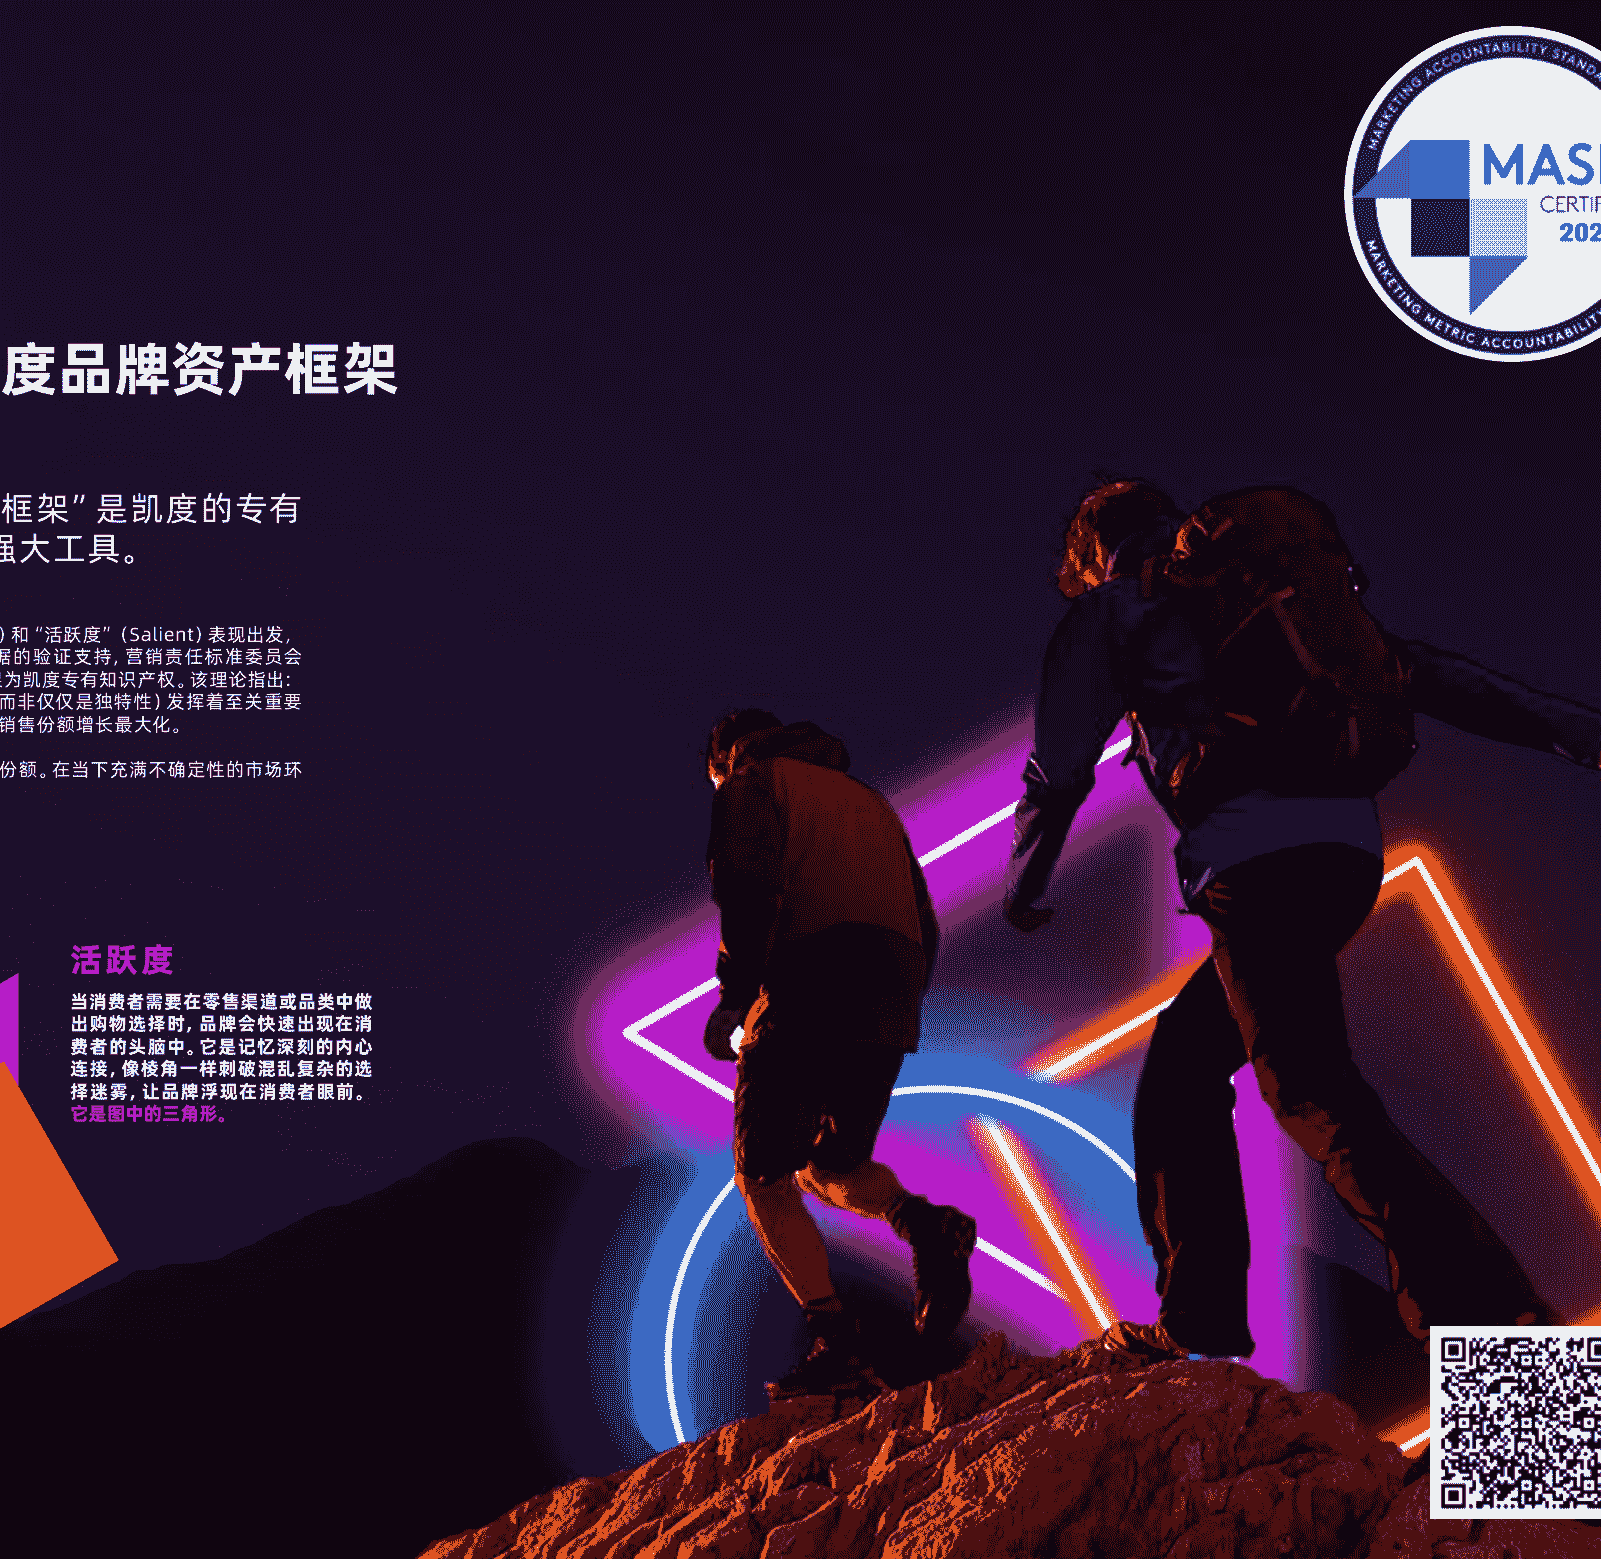 MARKETING ACCOUNTABILITY
MASB
CERTIF
202
MARKETING METRIC ACCOUNTABILITY
度品牌资产框架
框架”是凯度的专有
强大工具。
）和“活跃度”（Salient）表现出发，
据的验证支持，营销责任标准委员会
为凯度专有知识产权。该理论指出：
而非仅仅是独特性）发挥着至关重要
销售份额增长最大化。
份额。在当下充满不确定性的市场环
活跃度
当消费者需要在零售渠道或品类中做
出购物选择时，品牌会快速出现在消
费者的头脑中。它是记忆深刻的内心
连接，像棱角一样刺破混乱复杂的选
择迷雾，让品牌浮现在消费者眼前。
它是图中的三角形。